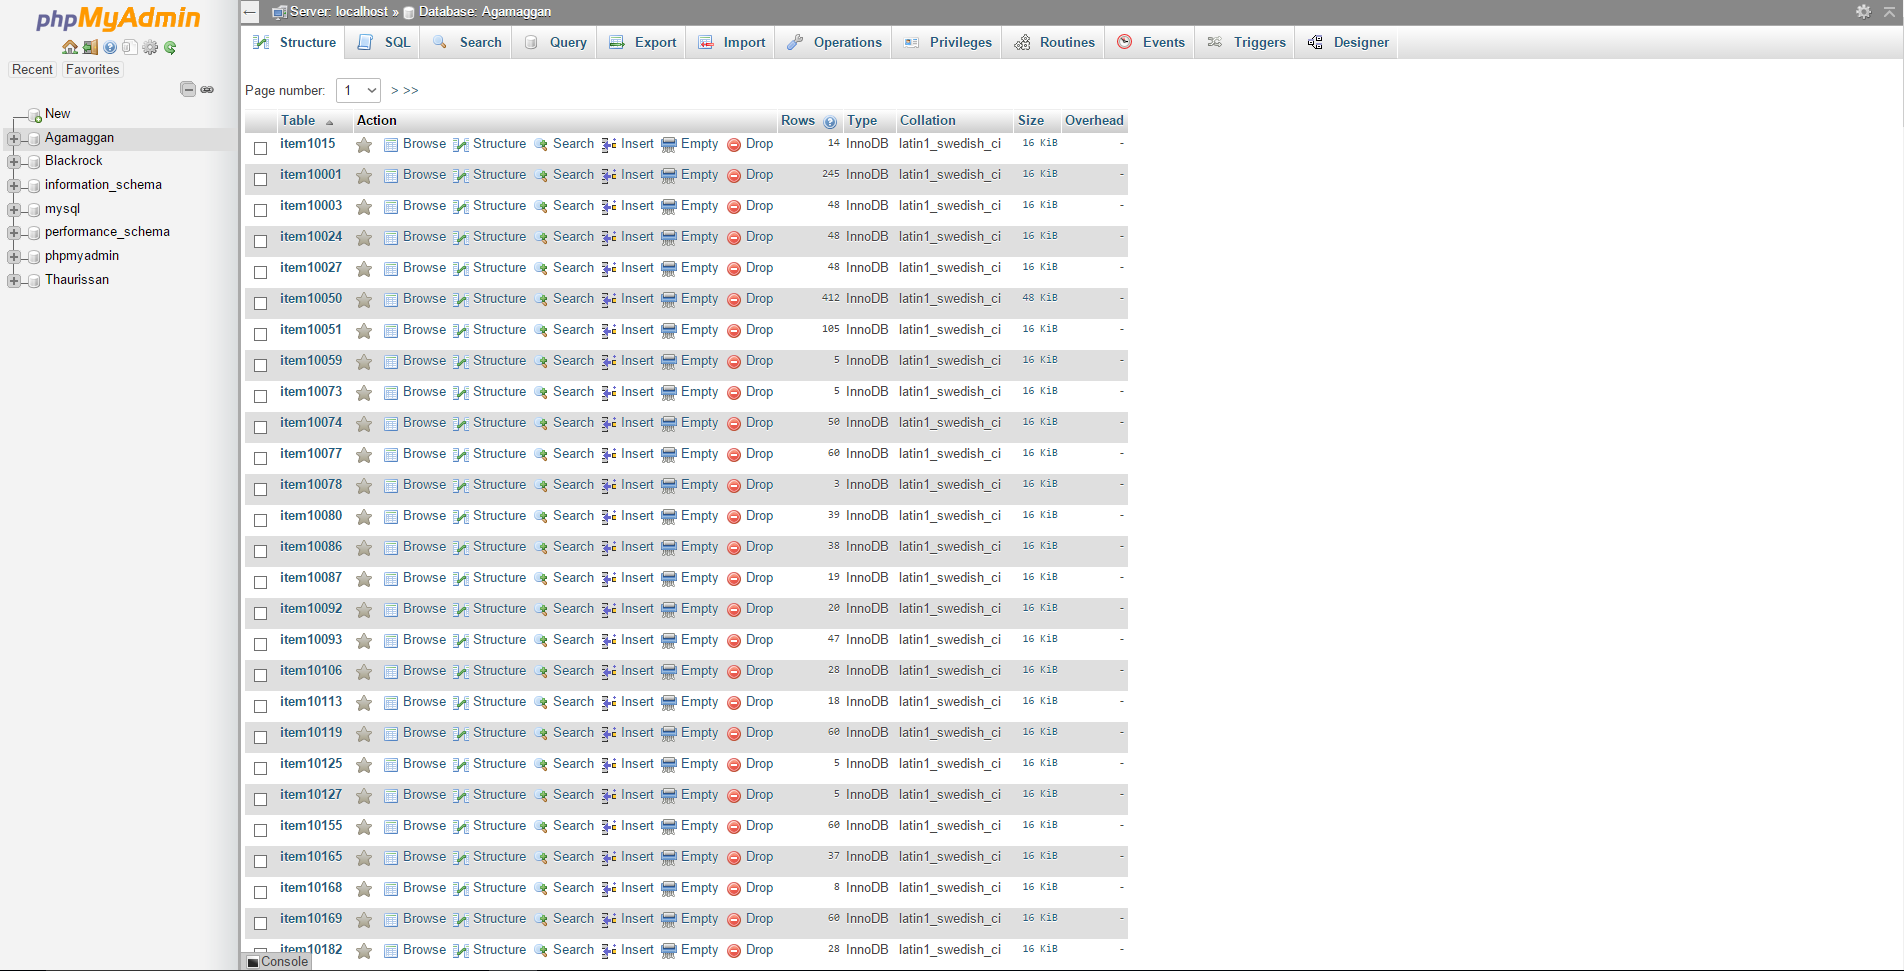 phpMyAdmin
Recent Favorites
New
Agamaggan
Blackrock
information_schema
mysql
performance_schema
phpmyadmin
Thaurissan
Server: localhost » Database: Agamaggan
Structure SQL Search Query Export Import Operations Privileges Routines Events Triggers Designer
Page number: 1 > >>
Table Action Rows Type Collation Size Overhead
item1015 Browse Structure Search Insert Empty Drop 14 InnoDB latin1_swedish_ci 16 KiB -
item10001 Browse Structure Search Insert Empty Drop 245 InnoDB latin1_swedish_ci 16 KiB -
item10003 Browse Structure Search Insert Empty Drop 48 InnoDB latin1_swedish_ci 16 KiB -
item10024 Browse Structure Search Insert Empty Drop 48 InnoDB latin1_swedish_ci 16 KiB -
item10027 Browse Structure Search Insert Empty Drop 48 InnoDB latin1_swedish_ci 16 KiB -
item10050 Browse Structure Search Insert Empty Drop 412 InnoDB latin1_swedish_ci 48 KiB -
item10051 Browse Structure Search Insert Empty Drop 105 InnoDB latin1_swedish_ci 16 KiB -
item10059 Browse Structure Search Insert Empty Drop 5 InnoDB latin1_swedish_ci 16 KiB -
item10073 Browse Structure Search Insert Empty Drop 5 InnoDB latin1_swedish_ci 16 KiB -
item10074 Browse Structure Search Insert Empty Drop 50 InnoDB latin1_swedish_ci 16 KiB -
item10077 Browse Structure Search Insert Empty Drop 60 InnoDB latin1_swedish_ci 16 KiB -
item10078 Browse Structure Search Insert Empty Drop 3 InnoDB latin1_swedish_ci 16 KiB -
item10080 Browse Structure Search Insert Empty Drop 39 InnoDB latin1_swedish_ci 16 KiB -
item10086 Browse Structure Search Insert Empty Drop 38 InnoDB latin1_swedish_ci 16 KiB -
item10087 Browse Structure Search Insert Empty Drop 19 InnoDB latin1_swedish_ci 16 KiB -
item10092 Browse Structure Search Insert Empty Drop 20 InnoDB latin1_swedish_ci 16 KiB -
item10093 Browse Structure Search Insert Empty Drop 47 InnoDB latin1_swedish_ci 16 KiB -
item10106 Browse Structure Search Insert Empty Drop 28 InnoDB latin1_swedish_ci 16 KiB -
item10113 Browse Structure Search Insert Empty Drop 18 InnoDB latin1_swedish_ci 16 KiB -
item10119 Browse Structure Search Insert Empty Drop 60 InnoDB latin1_swedish_ci 16 KiB -
item10125 Browse Structure Search Insert Empty Drop 5 InnoDB latin1_swedish_ci 16 KiB -
item10127 Browse Structure Search Insert Empty Drop 5 InnoDB latin1_swedish_ci 16 KiB -
item10155 Browse Structure Search Insert Empty Drop 60 InnoDB latin1_swedish_ci 16 KiB -
item10165 Browse Structure Search Insert Empty Drop 37 InnoDB latin1_swedish_ci 16 KiB -
item10168 Browse Structure Search Insert Empty Drop 8 InnoDB latin1_swedish_ci 16 KiB -
item10169 Browse Structure Search Insert Empty Drop 60 InnoDB latin1_swedish_ci 16 KiB -
item10182 Browse Structure Search Insert Empty Drop 28 InnoDB latin1_swedish_ci 16 KiB -
Console